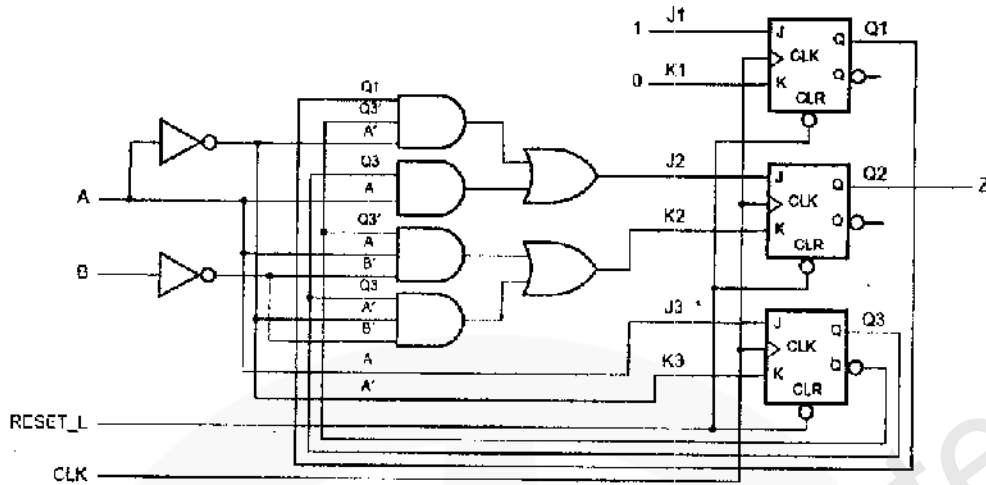 J1
1
J
Q
Q1
CLK
0
K1
K
Q
CLR
Q1
Q3'
A'
Q3
A
A
J2
J
Q
Q2
Z
CLK
Q3'
A
B'
K2
K
Q
CLR
B
Q3
A'
B'
J3
J
Q
Q3
CLK
A
K3
K
Q
A'
CLR
RESET_L
CLK